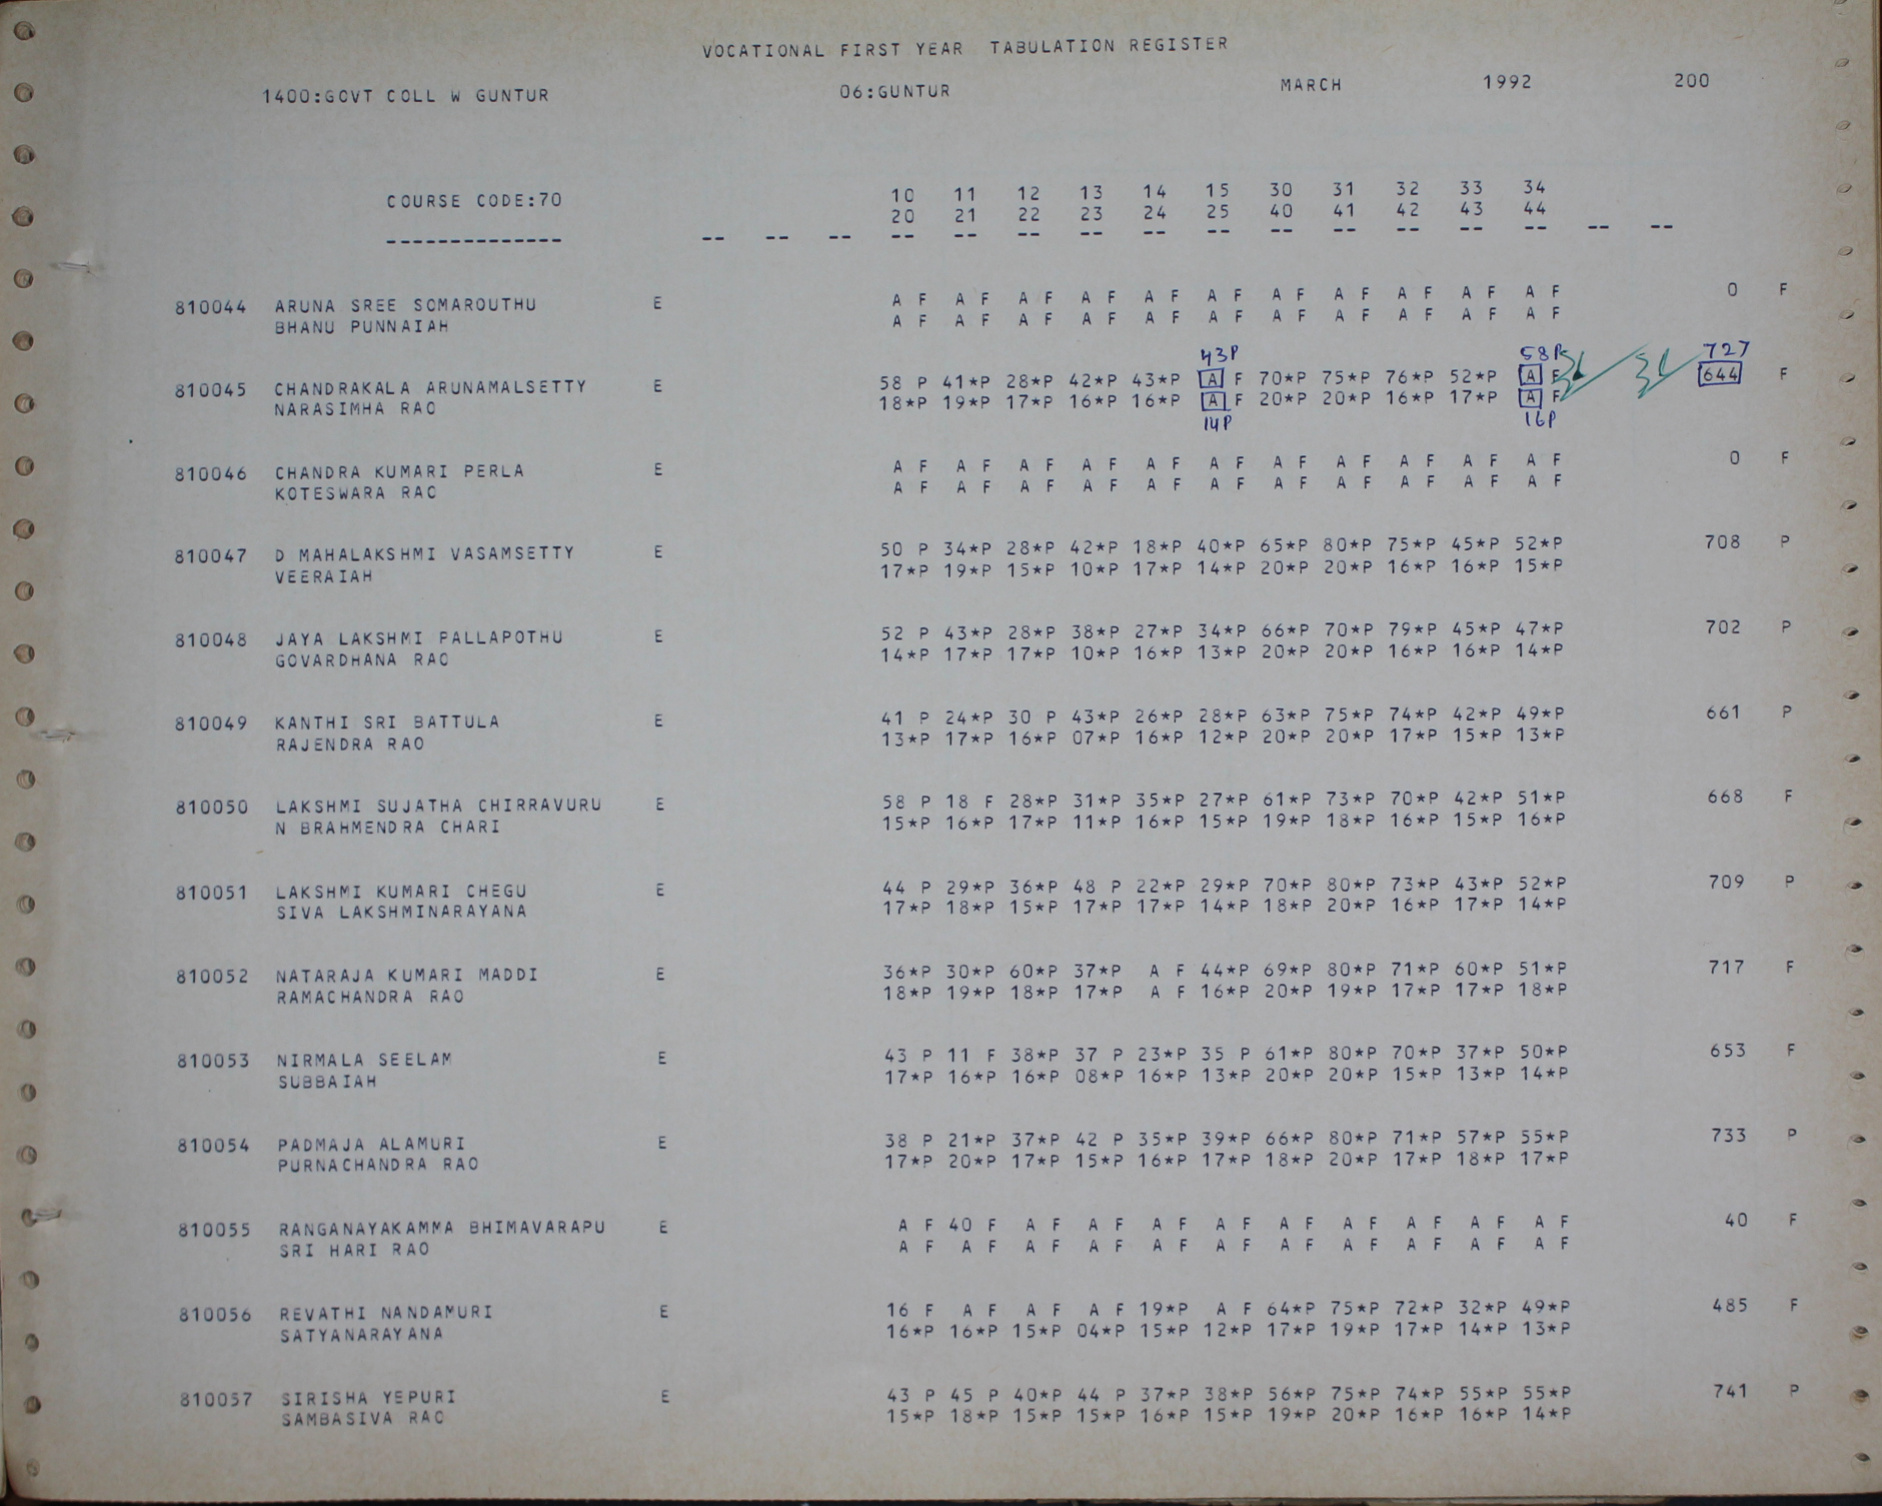 VOCATIONAL FIRST YEAR TABULATION REGISTER
1400:GOVT COLL W GUNTUR 06:GUNTUR MARCH 1992 200
10 11 12 13 14 15 30 31 32 33 34
COURSE CODE:70
20 21 22 23 24 25 40 41 42 43 44
-------------- -- -- -- -- -- -- -- -- -- -- -- -- -- -- -- --
810044 ARUNA SREE SOMAROUTHU E A F A F A F A F A F A F A F A F A F A F A F 0 F
BHANU PUNNAIAH A F A F A F A F A F A F A F A F A F A F A F
43P 58P 727
810045 CHANDRAKALA ARUNAMALSETTY E 58 P 41*P 28*P 42*P 43*P A F 70*P 75*P 76*P 52*P A F 644 F
NARASIMHA RAO 18*P 19*P 17*P 16*P 16*P A F 20*P 20*P 16*P 17*P A F
14P 16P
810046 CHANDRA KUMARI PERLA E A F A F A F A F A F A F A F A F A F A F A F 0 F
KOTESWARA RAO A F A F A F A F A F A F A F A F A F A F A F
810047 D MAHALAKSHMI VASAMSETTY E 50 P 34*P 28*P 42*P 18*P 40*P 65*P 80*P 75*P 45*P 52*P 708 P
VEERAIAH 17*P 19*P 15*P 10*P 17*P 14*P 20*P 20*P 16*P 16*P 15*P
810048 JAYA LAKSHMI PALLAPOTHU E 52 P 43*P 28*P 38*P 27*P 34*P 66*P 70*P 79*P 45*P 47*P 702 P
GOVARDHANA RAO 14*P 17*P 17*P 10*P 16*P 13*P 20*P 20*P 16*P 16*P 14*P
810049 KANTHI SRI BATTULA E 41 P 24*P 30 P 43*P 26*P 28*P 63*P 75*P 74*P 42*P 49*P 661 P
RAJENDRA RAO 13*P 17*P 16*P 07*P 16*P 12*P 20*P 20*P 17*P 15*P 13*P
810050 LAKSHMI SUJATHA CHIRRAVURU E 58 P 18 F 28*P 31*P 35*P 27*P 61*P 73*P 70*P 42*P 51*P 668 F
N BRAHMENDRA CHARI 15*P 16*P 17*P 11*P 16*P 15*P 19*P 18*P 16*P 15*P 16*P
810051 LAKSHMI KUMARI CHEGU E 44 P 29*P 36*P 48 P 22*P 29*P 70*P 80*P 73*P 43*P 52*P 709 P
SIVA LAKSHMINARAYANA 17*P 18*P 15*P 17*P 17*P 14*P 18*P 20*P 16*P 17*P 14*P
810052 NATARAJA KUMARI MADDI E 36*P 30*P 60*P 37*P A F 44*P 69*P 80*P 71*P 60*P 51*P 717 F
RAMACHANDRA RAO 18*P 19*P 18*P 17*P A F 16*P 20*P 19*P 17*P 17*P 18*P
810053 NIRMALA SEELAM E 43 P 11 F 38*P 37 P 23*P 35 P 61*P 80*P 70*P 37*P 50*P 653 F
SUBBAIAH 17*P 16*P 16*P 08*P 16*P 13*P 20*P 20*P 15*P 13*P 14*P
810054 PADMAJA ALAMURI E 38 P 21*P 37*P 42 P 35*P 39*P 66*P 80*P 71*P 57*P 55*P 733 P
PURNACHANDRA RAO 17*P 20*P 17*P 15*P 16*P 17*P 18*P 20*P 17*P 18*P 17*P
810055 RANGANAYAKAMMA BHIMAVARAPU E A F 40 F A F A F A F A F A F A F A F A F A F 40 F
SRI HARI RAO A F A F A F A F A F A F A F A F A F A F A F
810056 REVATHI NANDAMURI E 16 F A F A F A F 19*P A F 64*P 75*P 72*P 32*P 49*P 485 F
SATYANARAYANA 16*P 16*P 15*P 04*P 15*P 12*P 17*P 19*P 17*P 14*P 13*P
810057 SIRISHA YEPURI E 43 P 45 P 40*P 44 P 37*P 38*P 56*P 75*P 74*P 55*P 55*P 741 P
SAMBASIVA RAO 15*P 18*P 15*P 15*P 16*P 15*P 19*P 20*P 16*P 16*P 14*P